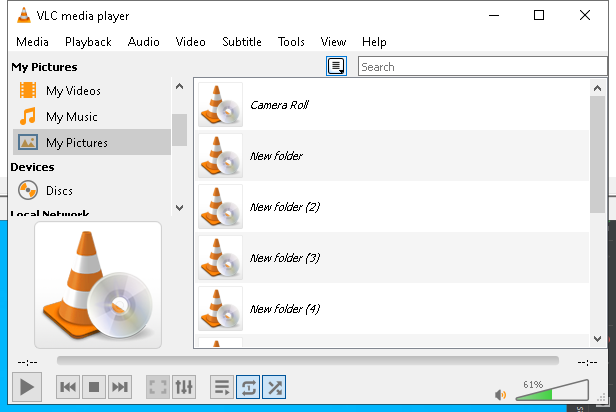 VLC media player
Media Playback Audio Video Subtitle Tools View Help
My Pictures
Search
My Videos
My Music
My Pictures
Devices
Discs
Local Network
Camera Roll
New folder
New folder (2)
New folder (3)
New folder (4)
--:--
--:--
61%